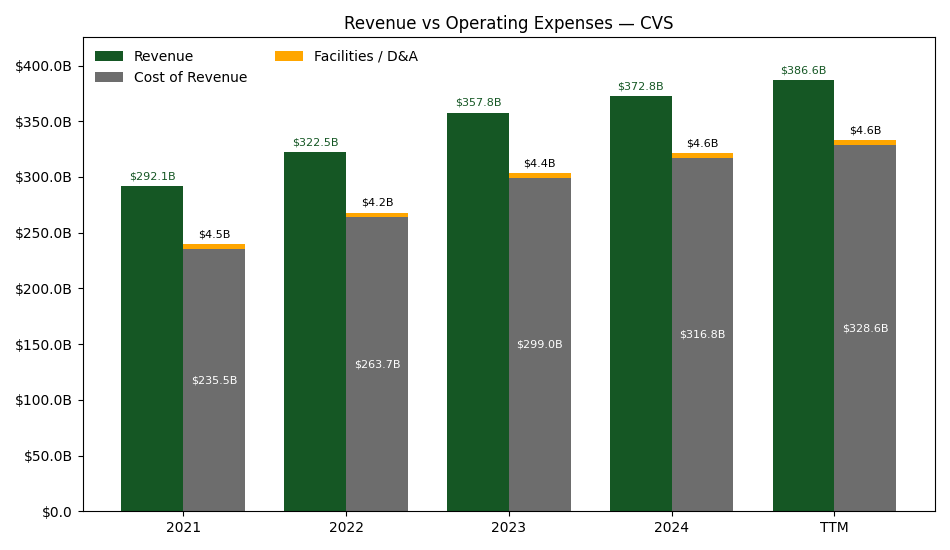 Revenue vs Operating Expenses — CVS
Revenue
Cost of Revenue
Facilities / D&A
$400.0B
$350.0B
$300.0B
$250.0B
$200.0B
$150.0B
$100.0B
$50.0B
$0.0
$292.1B
$4.5B
$235.5B
$322.5B
$4.2B
$263.7B
$357.8B
$4.4B
$299.0B
$372.8B
$4.6B
$316.8B
$386.6B
$4.6B
$328.6B
2021
2022
2023
2024
TTM